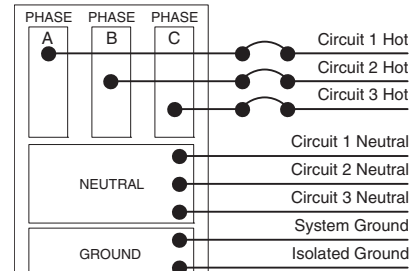 PHASE PHASE PHASE
A B C
Circuit 1 Hot
Circuit 2 Hot
Circuit 3 Hot
Circuit 1 Neutral
Circuit 2 Neutral
NEUTRAL
Circuit 3 Neutral
System Ground
GROUND
Isolated Ground